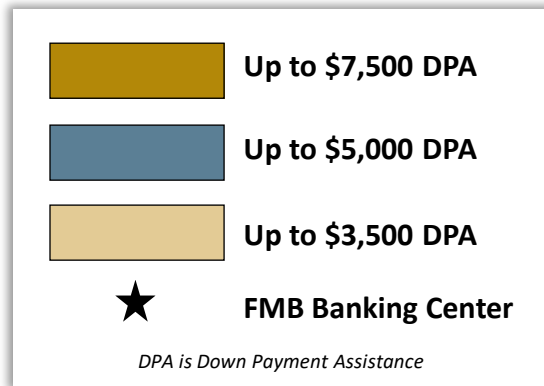 Up to $7,500 DPA
Up to $5,000 DPA
Up to $3,500 DPA
FMB Banking Center
DPA is Down Payment Assistance